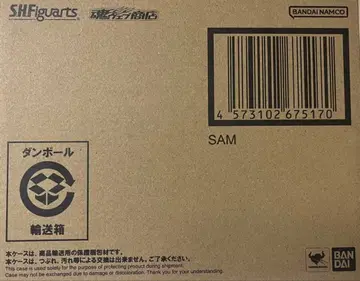 S.H.Figuarts 魂ウェブ商店
BANDAI NAMCO
4 573102 675170
SAM
ダンボール
輸送箱
本ケースは、商品輸送用の保護梱包材です。
本ケースは、つぶれ、汚れ等による交換は出来ません。ご了承ください。
This case is used solely for the purpose of protecting product during shipment.
Case may not be exchanged due to damage or discoloration. Thank you for your understanding.
BAN
DAI